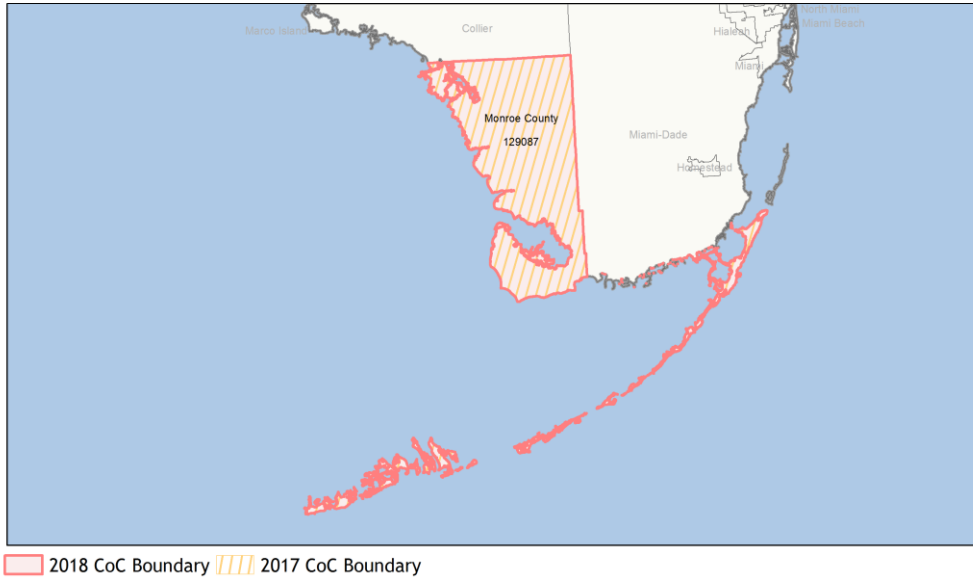 North Miami
Marco Island
Collier
Hialeah
Miami Beach
Miami
Monroe County
129087
Miami-Dade
Homestead
2018 CoC Boundary
2017 CoC Boundary